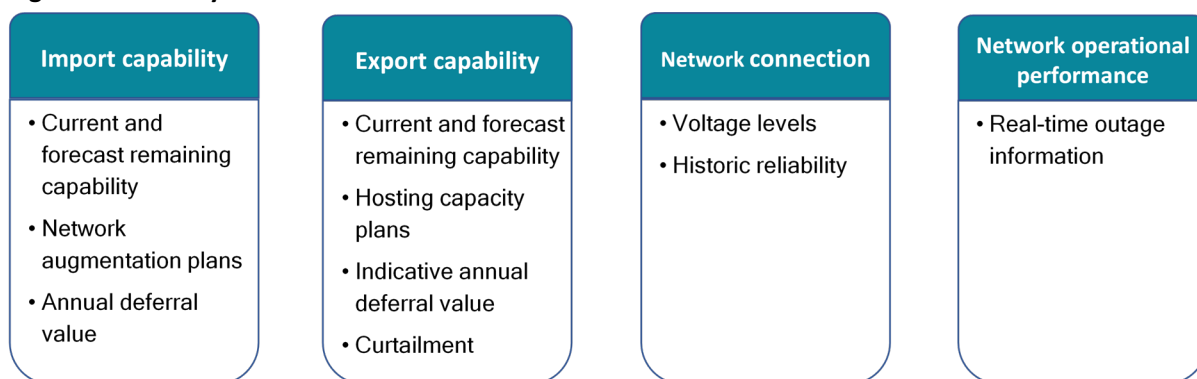 Import capability
• Current and
forecast remaining
capability
• Network
augmentation plans
• Annual deferral
value
Export capability
• Current and forecast
remaining capability
• Hosting capacity
plans
• Indicative annual
deferral value
• Curtailment
Network connection
• Voltage levels
• Historic reliability
Network operational
performance
• Real-time outage
information